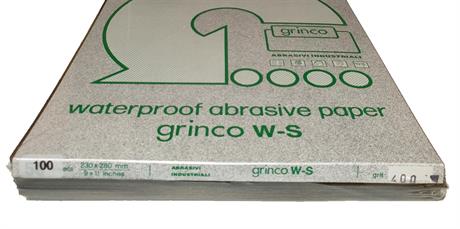 grinco
ABRASIVI INDUSTRIALI
waterproof abrasive paper
grinco W-S
100
230 x 280 mm
9 x 11 inches
ABRASIVI
INDUSTRIALI
grinco W-S
grit
400